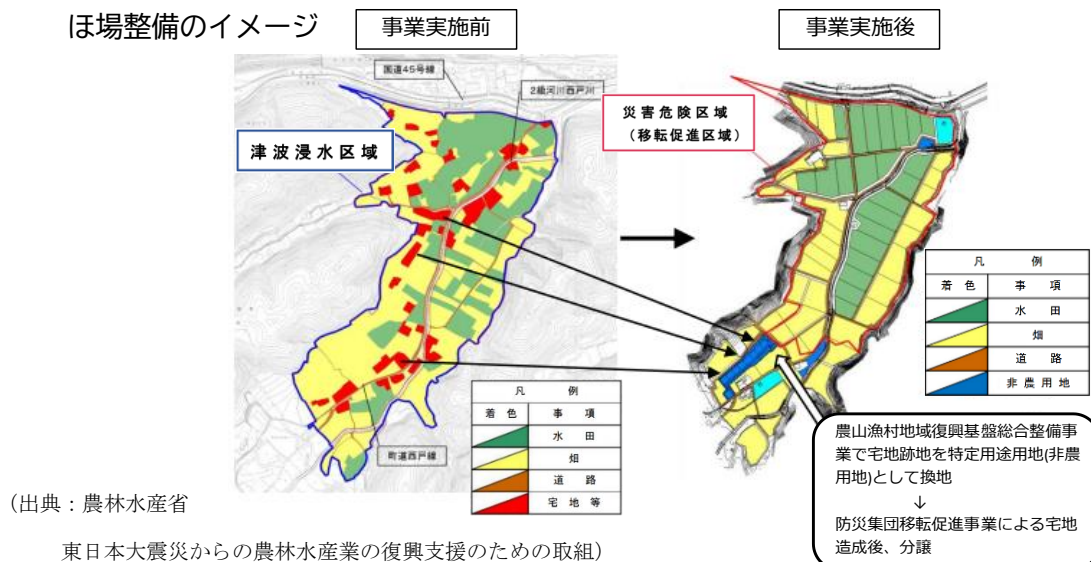 ほ場整備のイメージ
事業実施前
事業実施後
国道45号線
2級河川西戸川
津波浸水区域
町道西戸線
凡 例
着 色 事 項
水 田
畑
道 路
宅 地 等
災害危険区域
（移転促進区域）
凡 例
着 色 事 項
水 田
畑
道 路
非 農 用 地
農山漁村地域復興基盤総合整備事
業で宅地跡地を特定用途用地(非農
用地)として換地
↓
防災集団移転促進事業による宅地
造成後、分譲
（出典：農林水産省
東日本大震災からの農林水産業の復興支援のための取組）